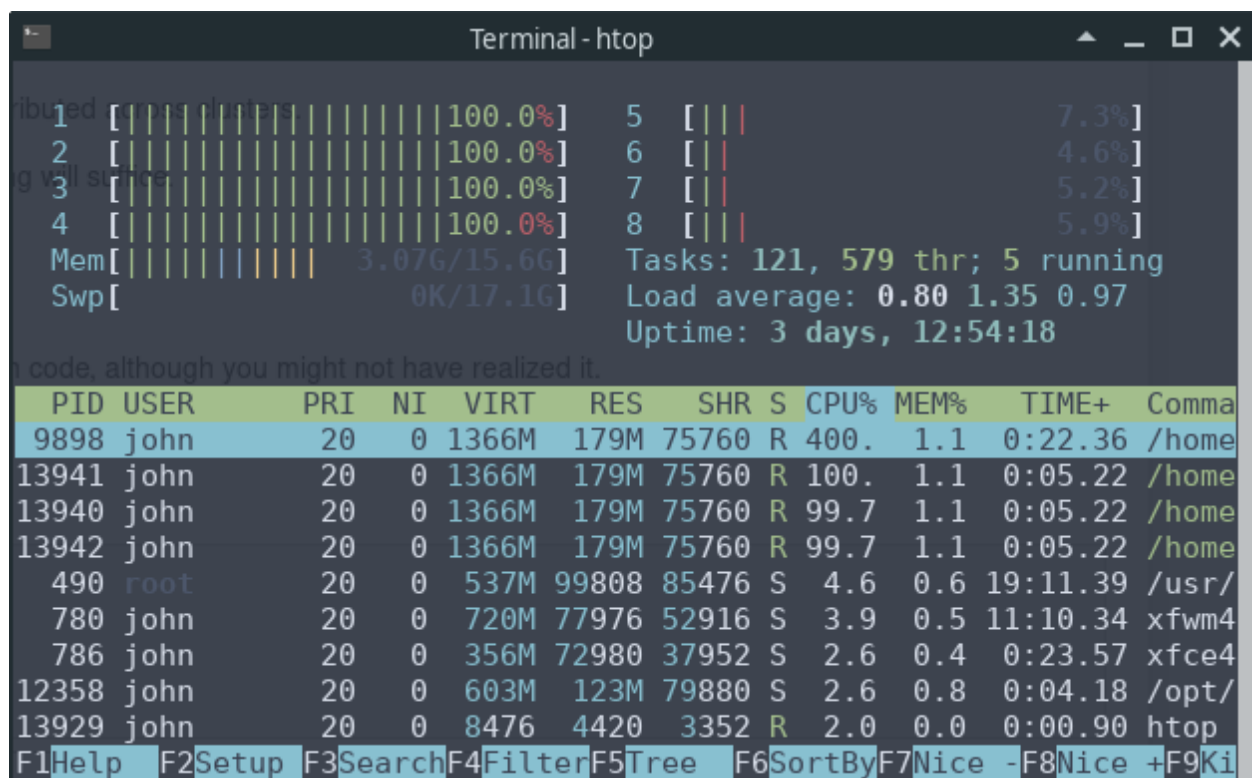 Terminal - htop
ributed across clusters.
1 [||||||||||||||||||100.0%] 5 [||| 7.3%]
2 [||||||||||||||||||100.0%] 6 [|| 4.6%]
g will suffice.
3 [||||||||||||||||||100.0%] 7 [|| 5.2%]
4 [||||||||||||||||||100.0%] 8 [||| 5.9%]
Mem[||||||||||| 3.07G/15.6G] Tasks: 121, 579 thr; 5 running
Swp[ 0K/17.1G] Load average: 0.80 1.35 0.97
Uptime: 3 days, 12:54:18
code, although you might not have realized it.
PID USER PRI NI VIRT RES SHR S CPU% MEM% TIME+ Comma
9898 john 20 0 1366M 179M 75760 R 400. 1.1 0:22.36 /home
13941 john 20 0 1366M 179M 75760 R 100. 1.1 0:05.22 /home
13940 john 20 0 1366M 179M 75760 R 99.7 1.1 0:05.22 /home
13942 john 20 0 1366M 179M 75760 R 99.7 1.1 0:05.22 /home
490 root 20 0 537M 99808 85476 S 4.6 0.6 19:11.39 /usr/
780 john 20 0 720M 77976 52916 S 3.9 0.5 11:10.34 xfwm4
786 john 20 0 356M 72980 37952 S 2.6 0.4 0:23.57 xfce4
12358 john 20 0 603M 123M 79880 S 2.6 0.8 0:04.18 /opt/
13929 john 20 0 8476 4420 3352 R 2.0 0.0 0:00.90 htop
F1Help F2Setup F3SearchF4FilterF5Tree F6SortByF7Nice -F8Nice +F9Ki